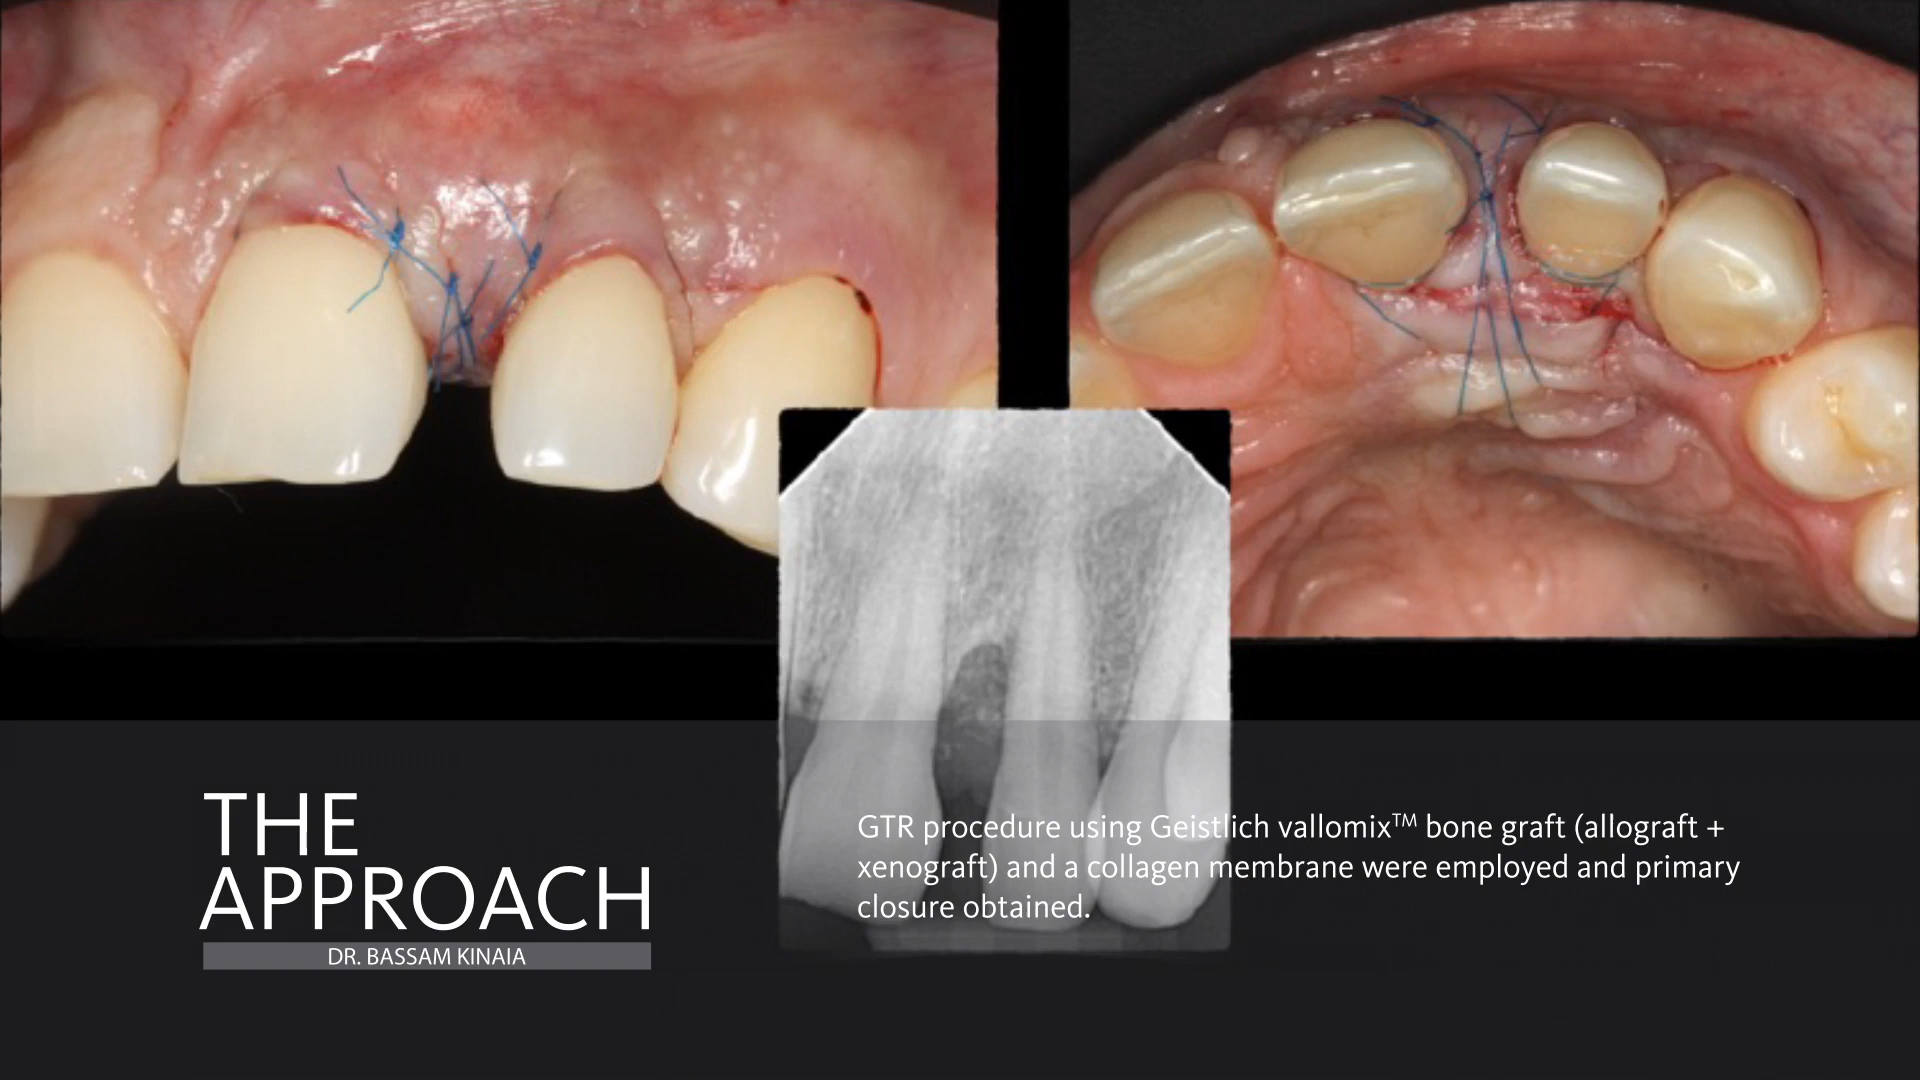 THE
APPROACH
DR. BASSAM KINAIA
GTR procedure using Geistlich vallomix™ bone graft (allograft +
xenograft) and a collagen membrane were employed and primary
closure obtained.